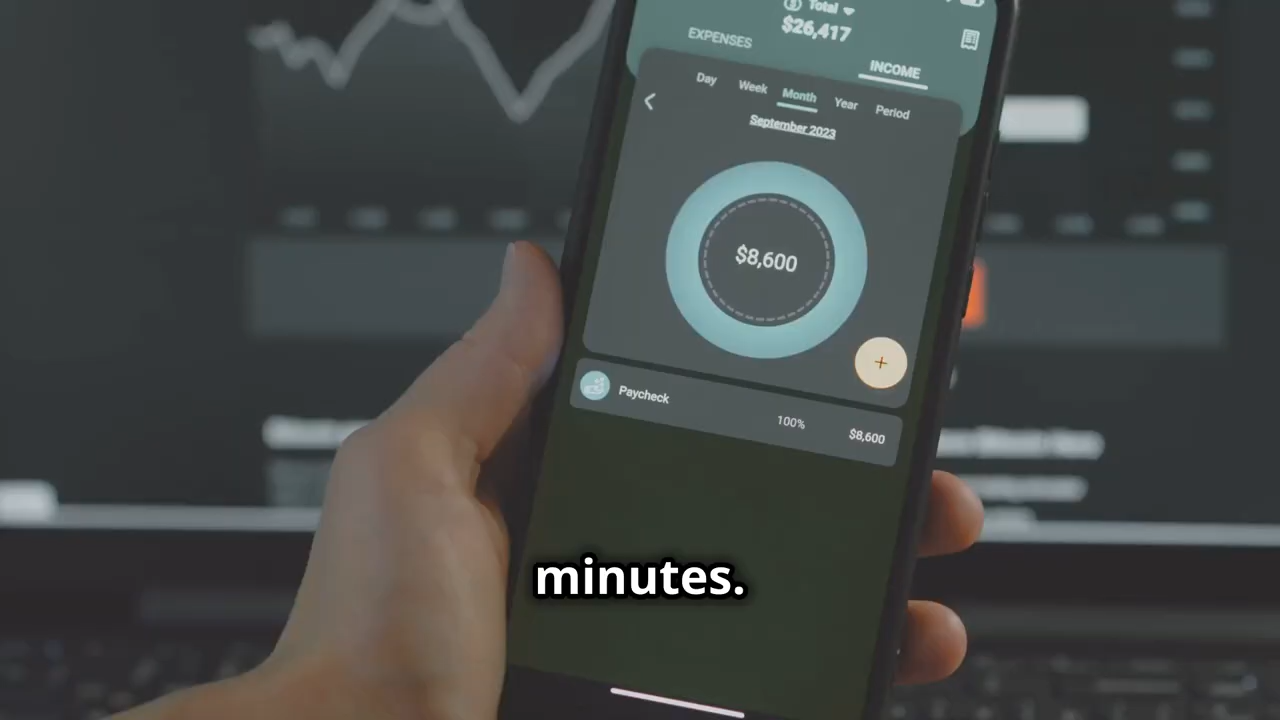 Total
$26,417
EXPENSES
INCOME
Day Week Month Year Period
September 2023
$8,600
+
Paycheck 100% $8,600
minutes.